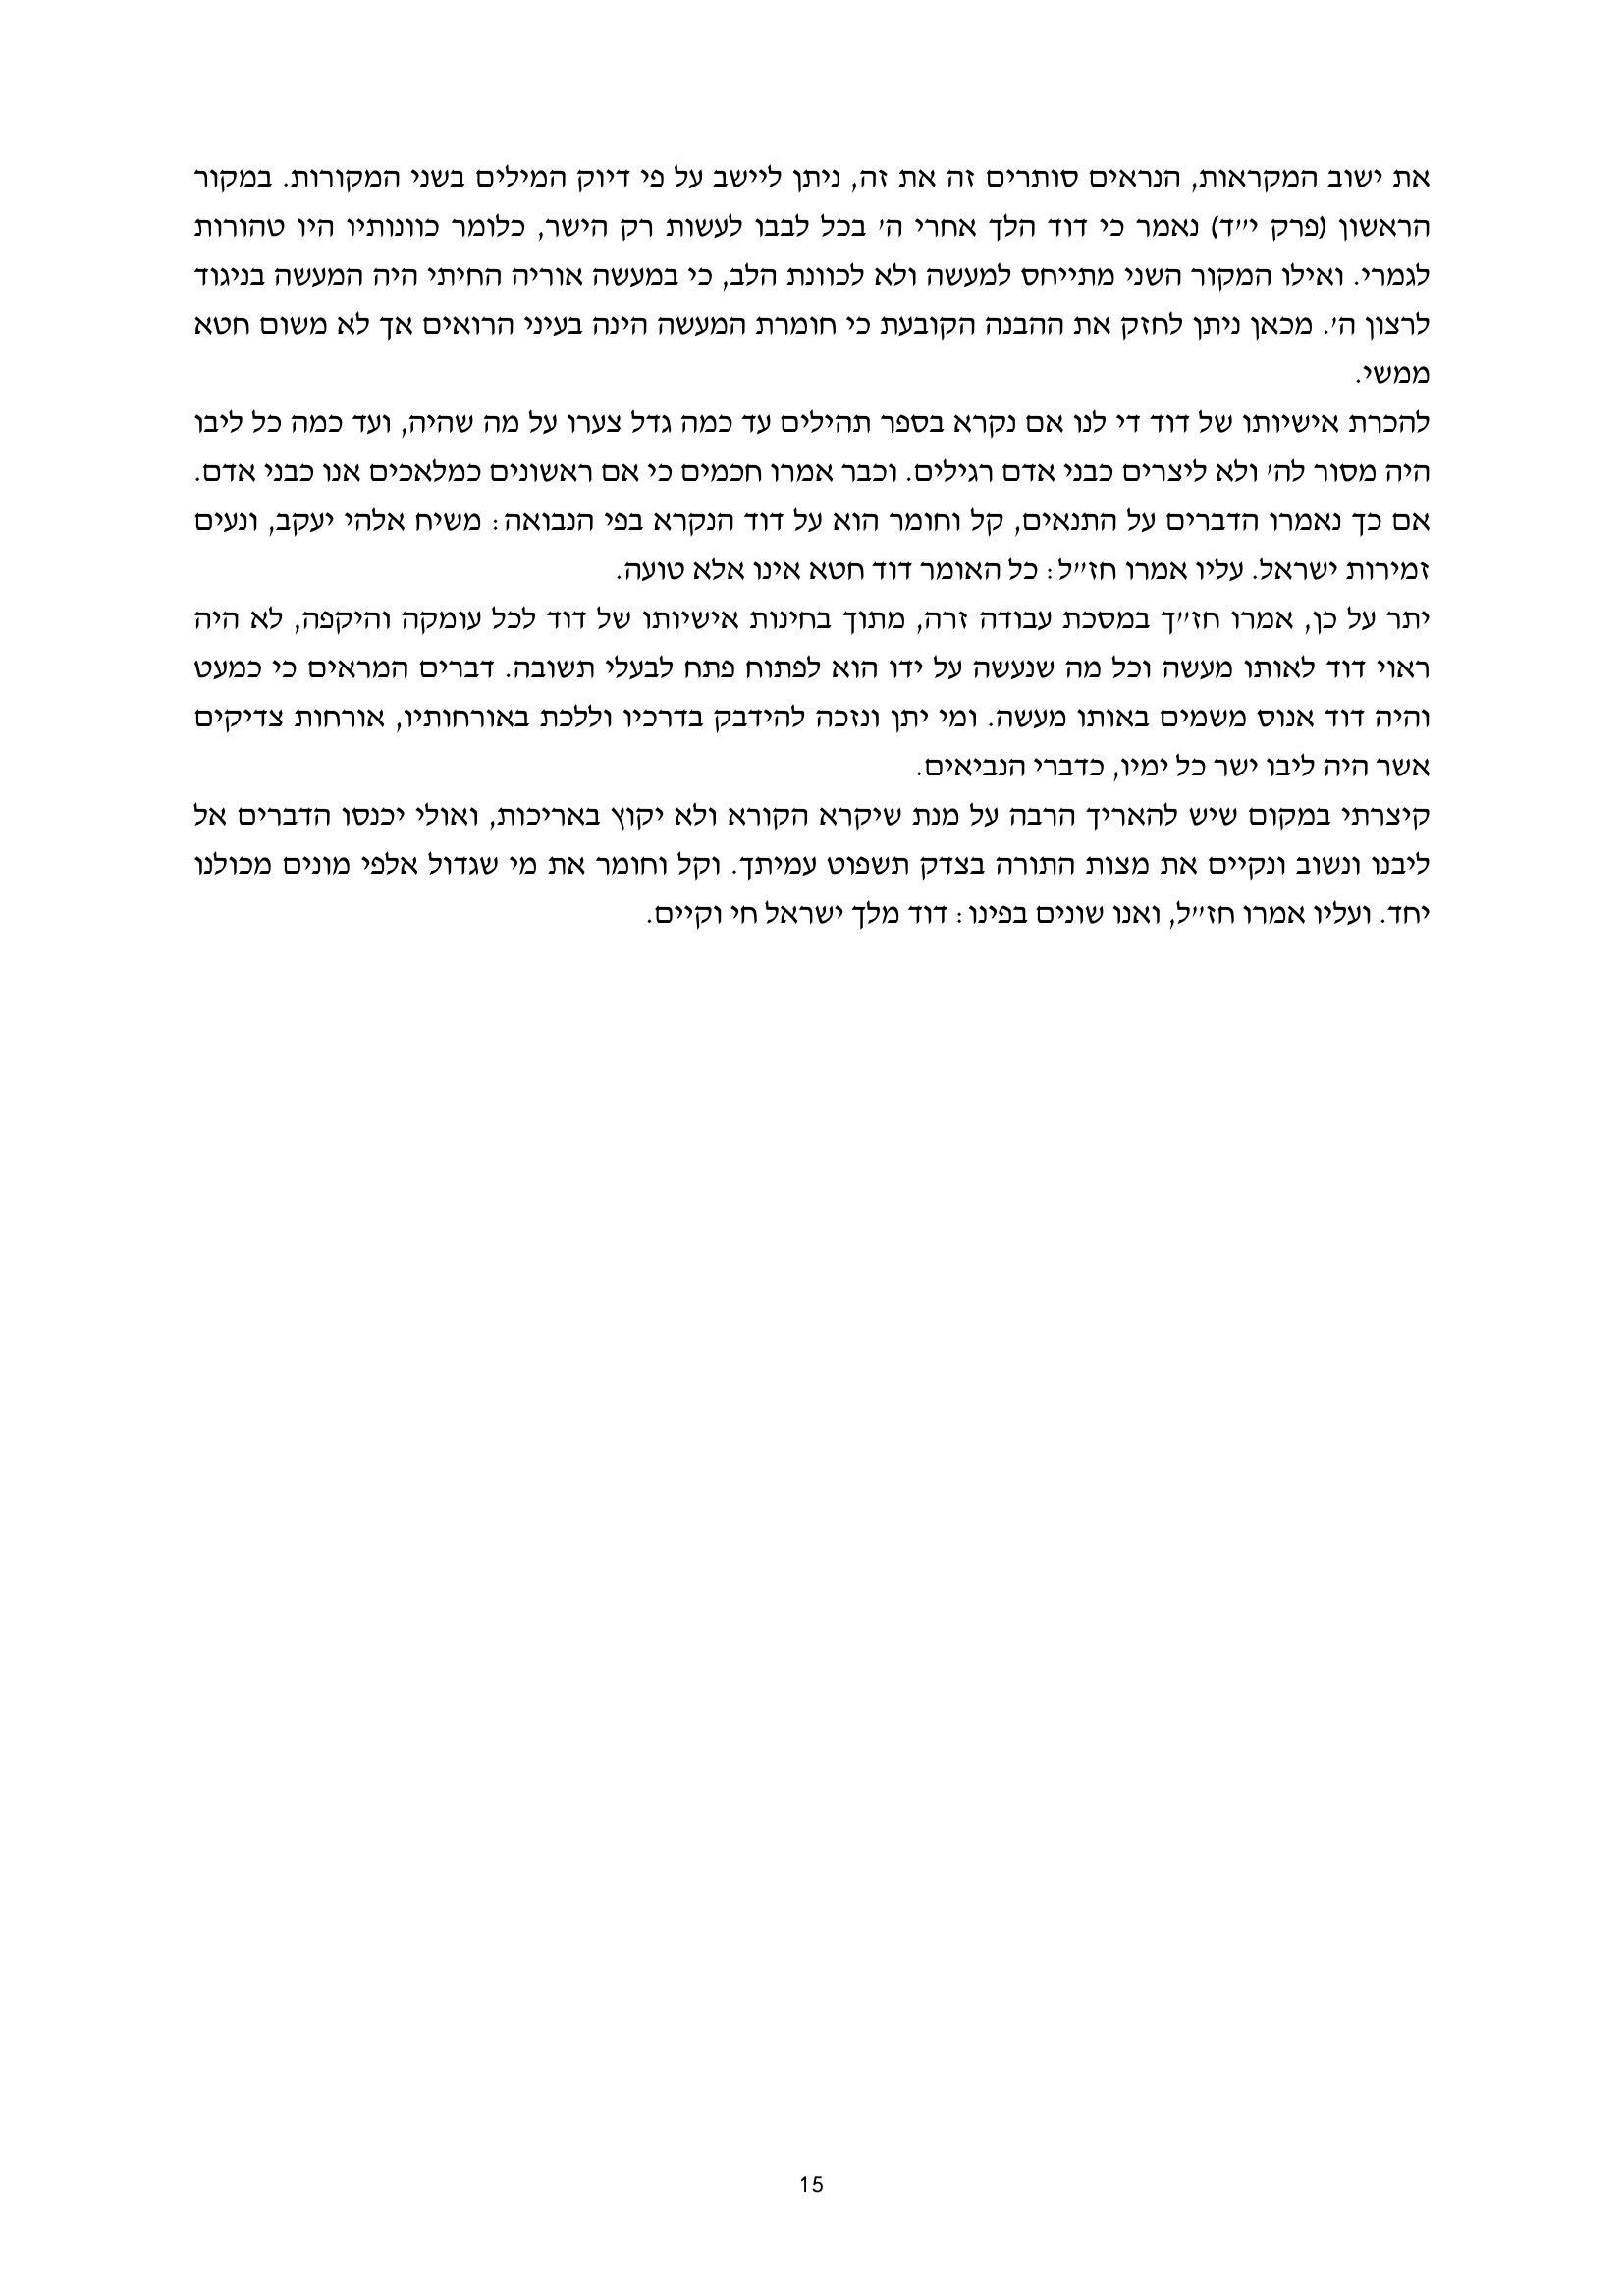 את ישוב המקראות, הנראים סותרים זה את זה, ניתן ליישב על פי דיוק המילים בשני המקורות. במקור
הראשון (פרק י״ד) נאמר כי דוד הלך אחרי ה׳ בכל לבבו לעשות רק הישר, כלומר כוונותיו היו טהורות
לגמרי. ואילו המקור השני מתייחס למעשה ולא לכוונת הלב, כי במעשה אוריה החיתי היה המעשה בניגוד
לרצון ה׳. מכאן ניתן לחזק את ההבנה הקובעת כי חומרת המעשה הינה בעיני הרואים אך לא משום חטא
ממשי.
להכרת אישיותו של דוד די לנו אם נקרא בספר תהילים עד כמה גדל צערו על מה שהיה, ועד כמה כל ליבו
היה מסור לה׳ ולא ליצרים כבני אדם רגילים. וכבר אמרו חכמים כי אם ראשונים כמלאכים אנו כבני אדם.
אם כך נאמרו הדברים על התנאים, קל וחומר הוא על דוד הנקרא בפי הנבואה: משיח אלהי יעקב, ונעים
זמירות ישראל. עליו אמרו חז״ל: כל האומר דוד חטא אינו אלא טועה.
יתר על כן, אמרו חז״ך במסכת עבודה זרה, מתוך בחינות אישיותו של דוד לכל עומקה והיקפה, לא היה
ראוי דוד לאותו מעשה וכל מה שנעשה על ידו הוא לפתוח פתח לבעלי תשובה. דברים המראים כי כמעט
והיה דוד אנוס משמים באותו מעשה. ומי יתן ונזכה להידבק בדרכיו וללכת באורחותיו, אורחות צדיקים
אשר היה ליבו ישר כל ימיו, כדברי הנביאים.
קיצרתי במקום שיש להאריך הרבה על מנת שיקרא הקורא ולא יקוץ באריכות, ואולי יכנסו הדברים אל
ליבנו ונשוב ונקיים את מצות התורה בצדק תשפוט עמיתך. וקל וחומר את מי שגדול אלפי מונים מכולנו
יחד. ועליו אמרו חז״ל, ואנו שונים בפינו: דוד מלך ישראל חי וקיים.
15